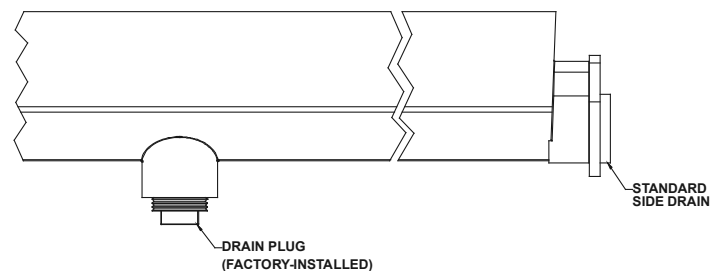 STANDARD
SIDE DRAIN
DRAIN PLUG
(FACTORY-INSTALLED)